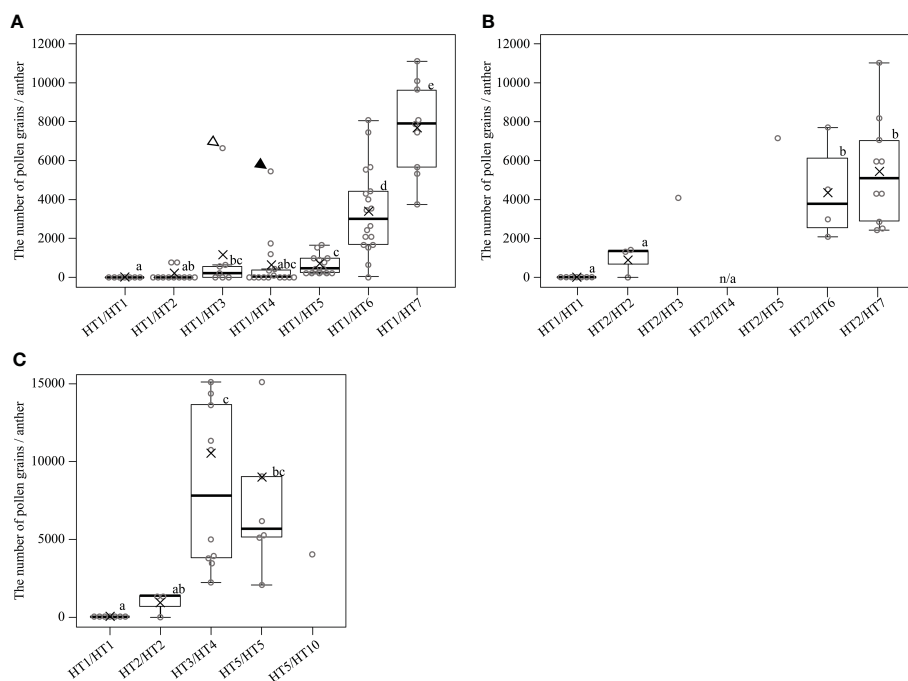 A
The number of pollen grains / anther
12000
10000
8000
6000
4000
2000
0
a
ab
bc
abc
c
d
e
HT1/HT1
HT1/HT2
HT1/HT3
HT1/HT4
HT1/HT5
HT1/HT6
HT1/HT7
B
The number of pollen grains / anther
12000
10000
8000
6000
4000
2000
0
a
a
n/a
b
b
HT1/HT1
HT2/HT2
HT2/HT3
HT2/HT4
HT2/HT5
HT2/HT6
HT2/HT7
C
The number of pollen grains / anther
15000
10000
5000
0
a
ab
c
bc
HT1/HT1
HT2/HT2
HT3/HT4
HT5/HT5
HT5/HT10